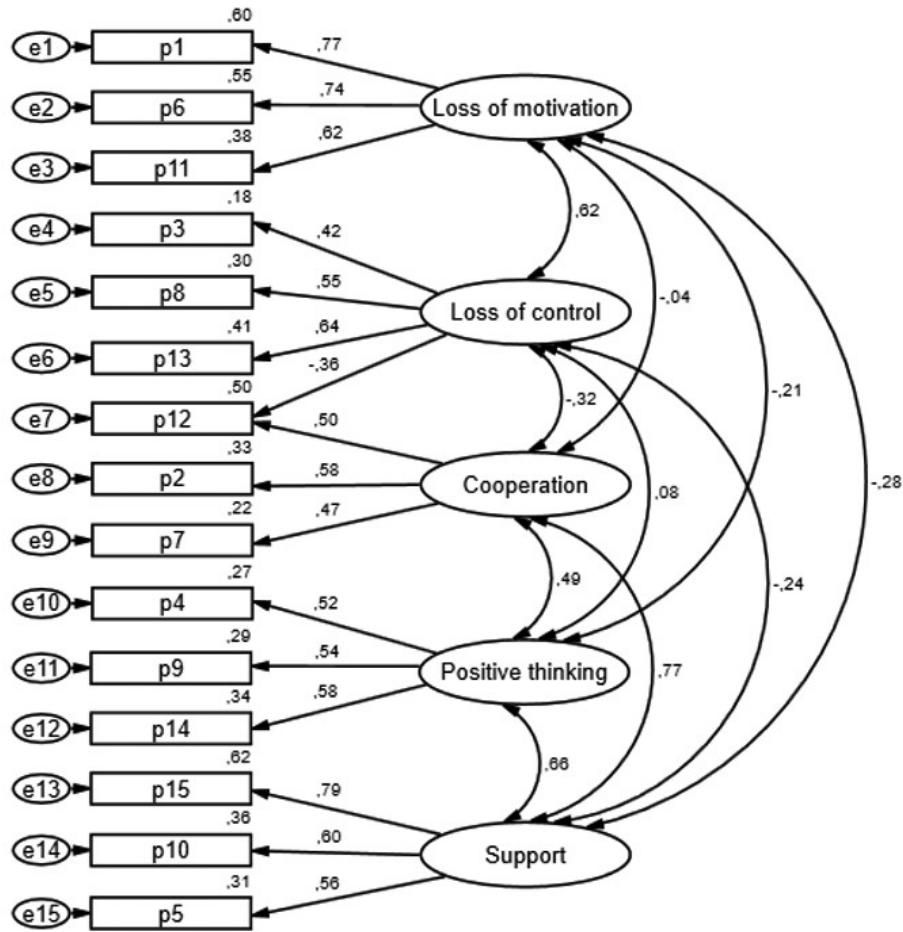 ,60
e1 p1 ,77
,55
e2 p6 ,74 Loss of motivation
,38
e3 p11 ,62
,18
e4 p3 ,42 ,62
,30
e5 p8 ,55 Loss of control -,04
,41
e6 p13 ,64
-,36
,50
e7 p12 ,50 -,32 -,21
,33
e8 p2 ,58 Cooperation ,08 -,28
,22
e9 p7 ,47
,27
e10 p4 ,52 ,49 -,24
,29
e11 p9 ,54 Positive thinking ,77
,34
e12 p14 ,58
,62
e13 p15 ,79 ,66
,36
e14 p10 ,60 Support
,31
e15 p5 ,56